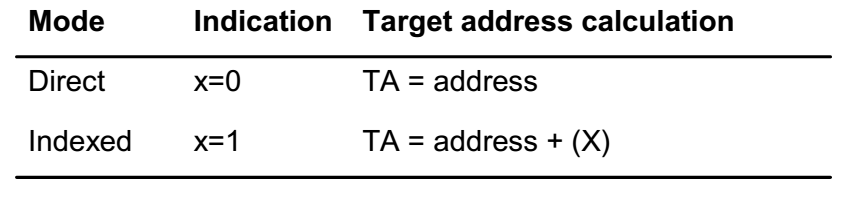 Mode Indication Target address calculation
Direct x=0 TA = address
Indexed x=1 TA = address + (X)